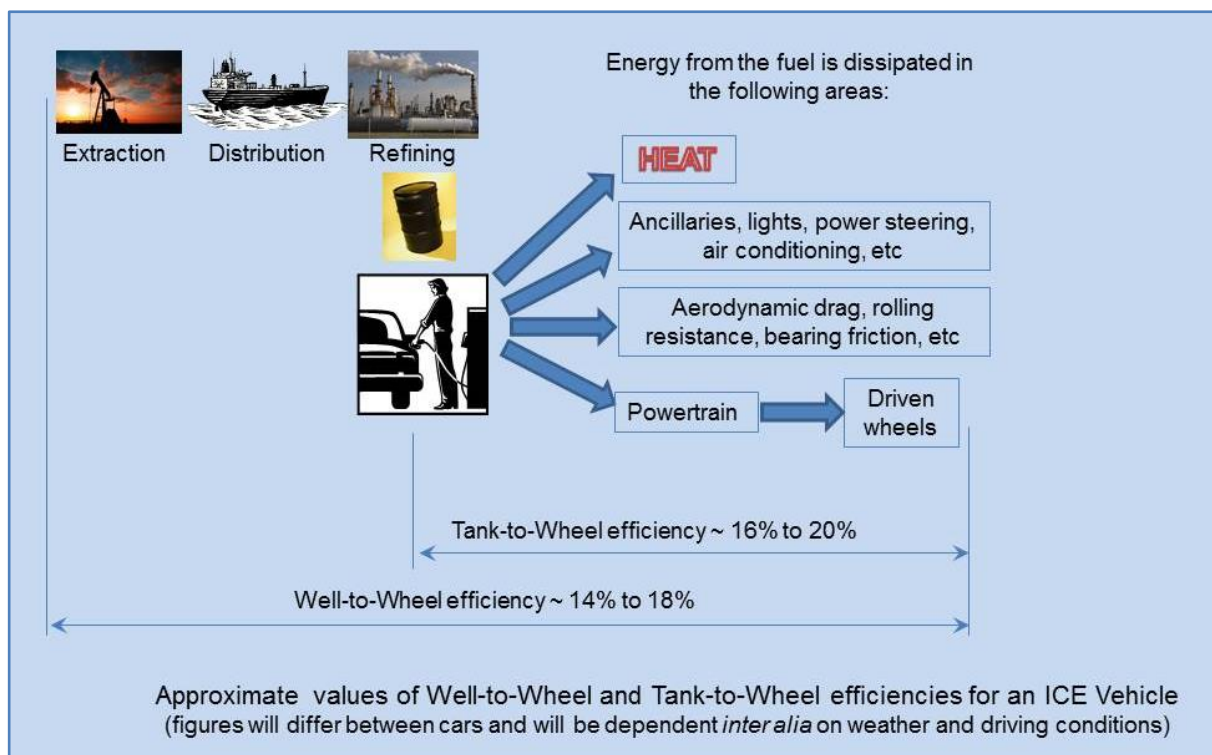 Energy from the fuel is dissipated in
the following areas:
Extraction
Distribution
Refining
HEAT
Ancillaries, lights, power steering,
air conditioning, etc
Aerodynamic drag, rolling
resistance, bearing friction, etc
Powertrain
Driven
wheels
Tank-to-Wheel efficiency ~ 16% to 20%
Well-to-Wheel efficiency ~ 14% to 18%
Approximate values of Well-to-Wheel and Tank-to-Wheel efficiencies for an ICE Vehicle
(figures will differ between cars and will be dependent inter alia on weather and driving conditions)